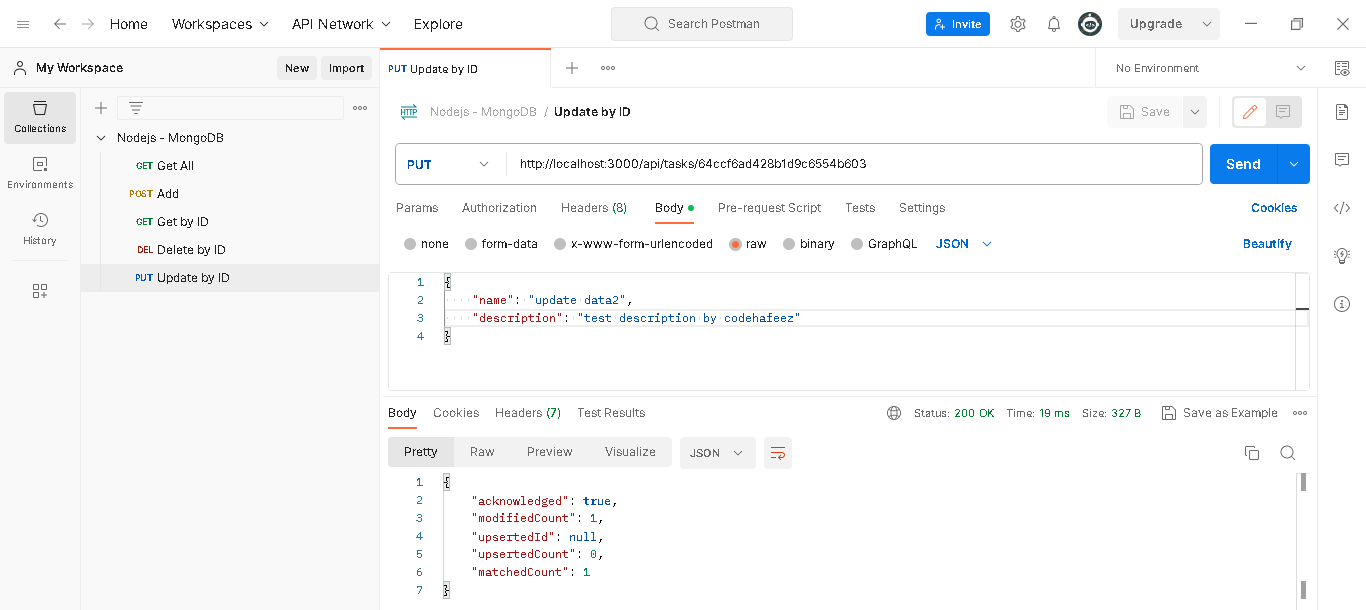 Home Workspaces API Network Explore Search Postman Invite Upgrade
My Workspace New Import PUT Update by ID No Environment
Collections
Environments
History
Nodejs - MongoDB
GET Get All
POST Add
GET Get by ID
DEL Delete by ID
PUT Update by ID
HTTP Nodejs - MongoDB / Update by ID Save
PUT http://localhost:3000/api/tasks/64ccf6ad428b1d9c6554b603 Send
Params Authorization Headers (8) Body Pre-request Script Tests Settings Cookies
none form-data x-www-form-urlencoded raw binary GraphQL JSON Beautify
1 {
2 "name": "update data2",
3 "description": "test description by codehafeez"
4 }
Body Cookies Headers (7) Test Results Status: 200 OK Time: 19 ms Size: 327 B Save as Example
Pretty Raw Preview Visualize JSON
1 {
2 "acknowledged": true,
3 "modifiedCount": 1,
4 "upsertedId": null,
5 "upsertedCount": 0,
6 "matchedCount": 1
7 }